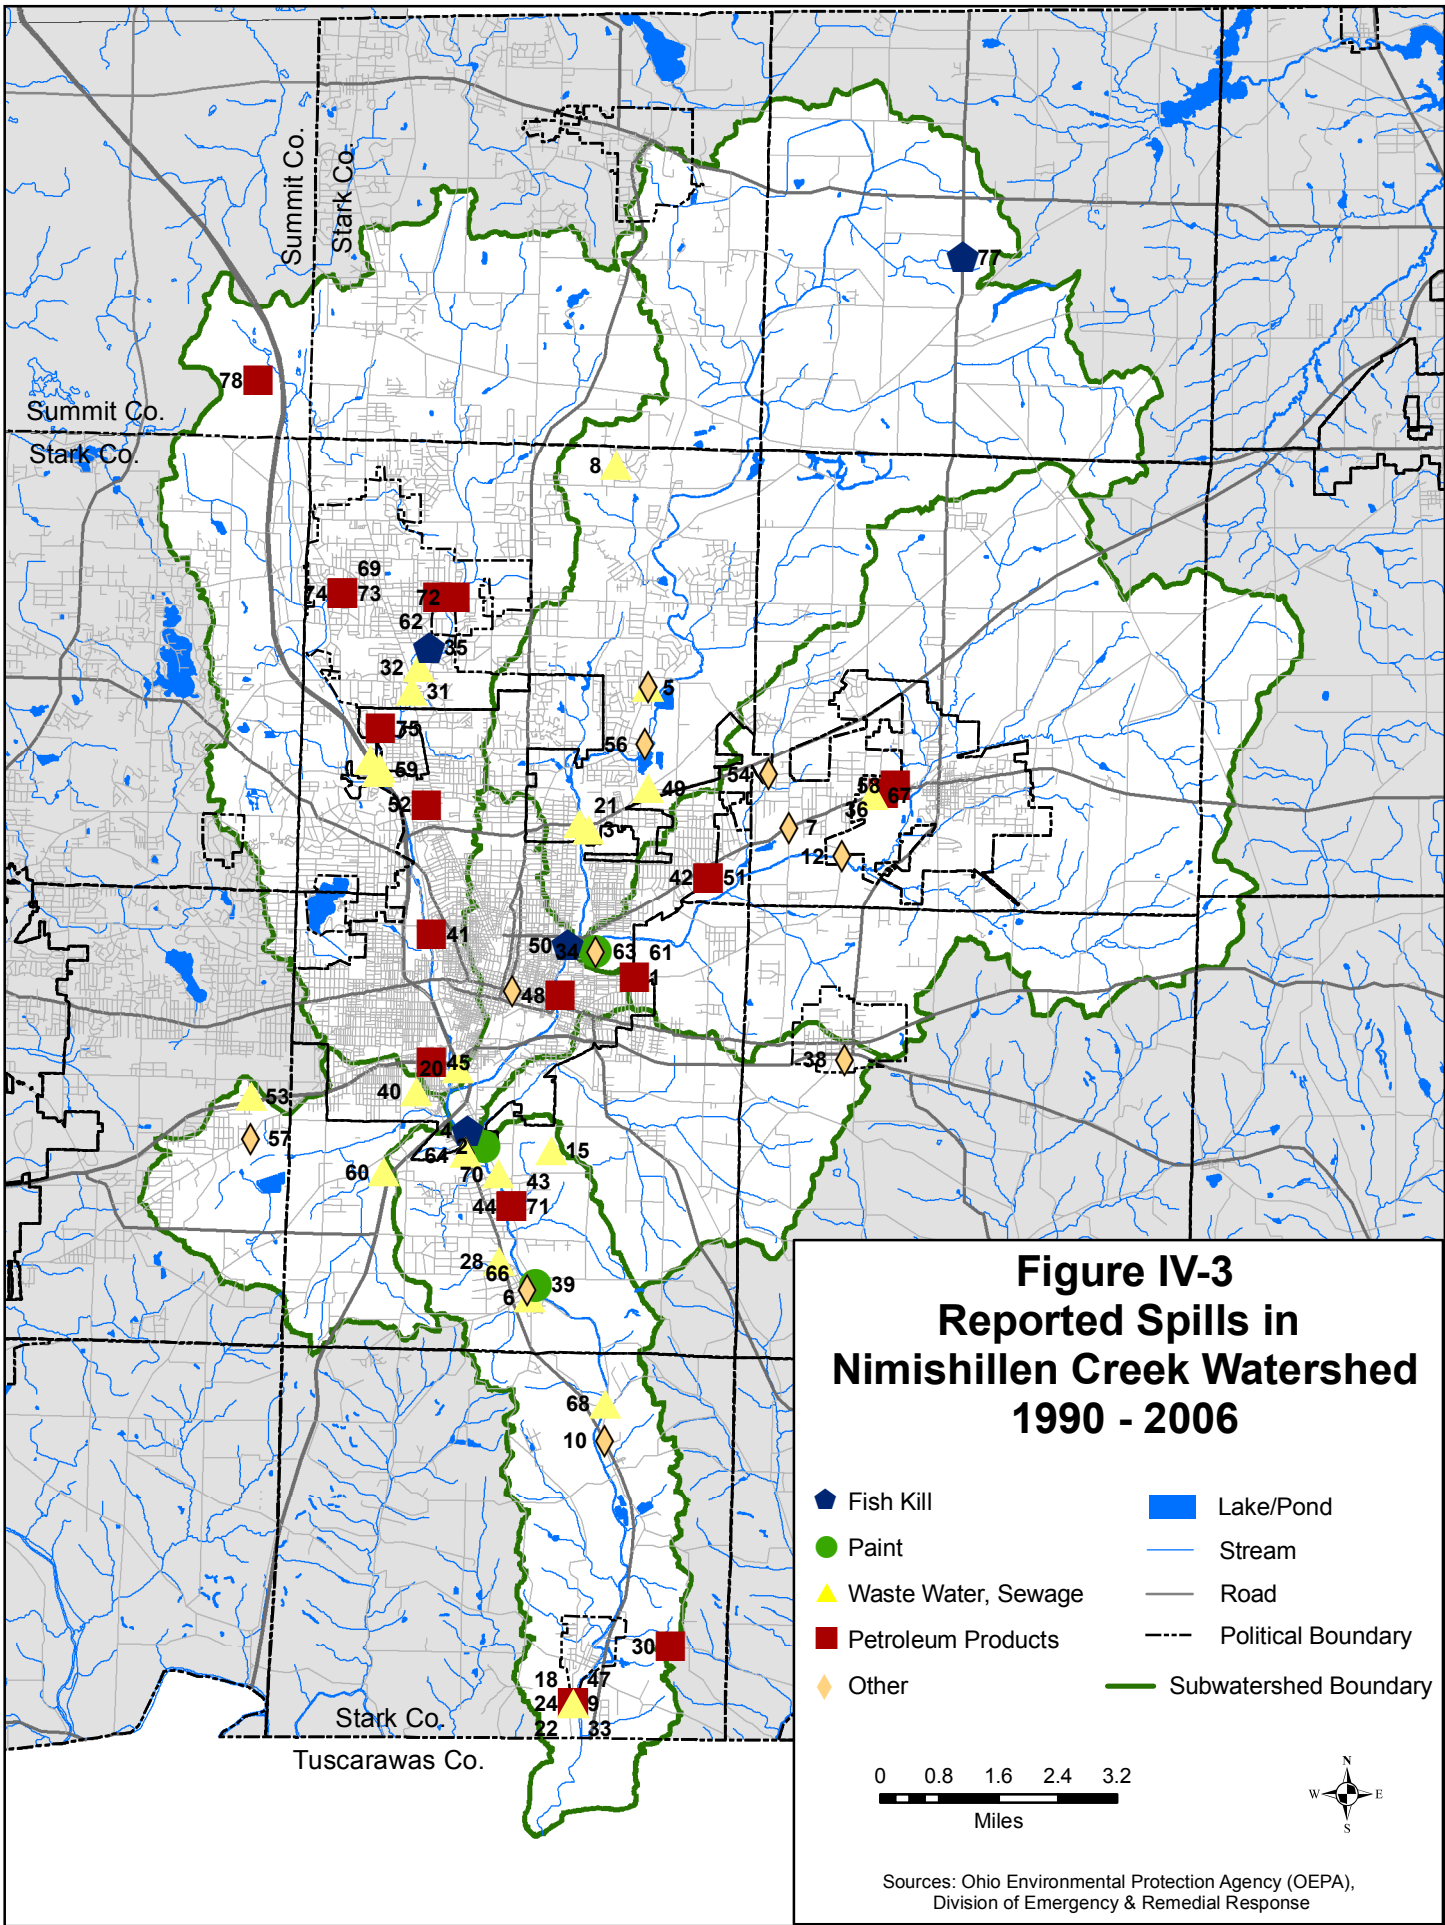 Summit Co.
Stark Co.
77
78
Summit Co.
Stark Co.
8
69
74 73
72
62
35
32
31
5
75
56
59
54
49
58
52
21
67
36
3
7
12
42 51
41
50
34
63
61
1
48
38
20
45
40
53
4
57
2
64
15
60
70
43
44 71
28
66
39
6
68
10
30
18 47
24 9
22 33
Stark Co.
Tuscarawas Co.
Figure IV-3
Reported Spills in
Nimishillen Creek Watershed
1990 - 2006
Fish Kill
Paint
Waste Water, Sewage
Petroleum Products
Other
Lake/Pond
Stream
Road
Political Boundary
Subwatershed Boundary
0 0.8 1.6 2.4 3.2
Miles
N
W E
S
Sources: Ohio Environmental Protection Agency (OEPA),
Division of Emergency & Remedial Response